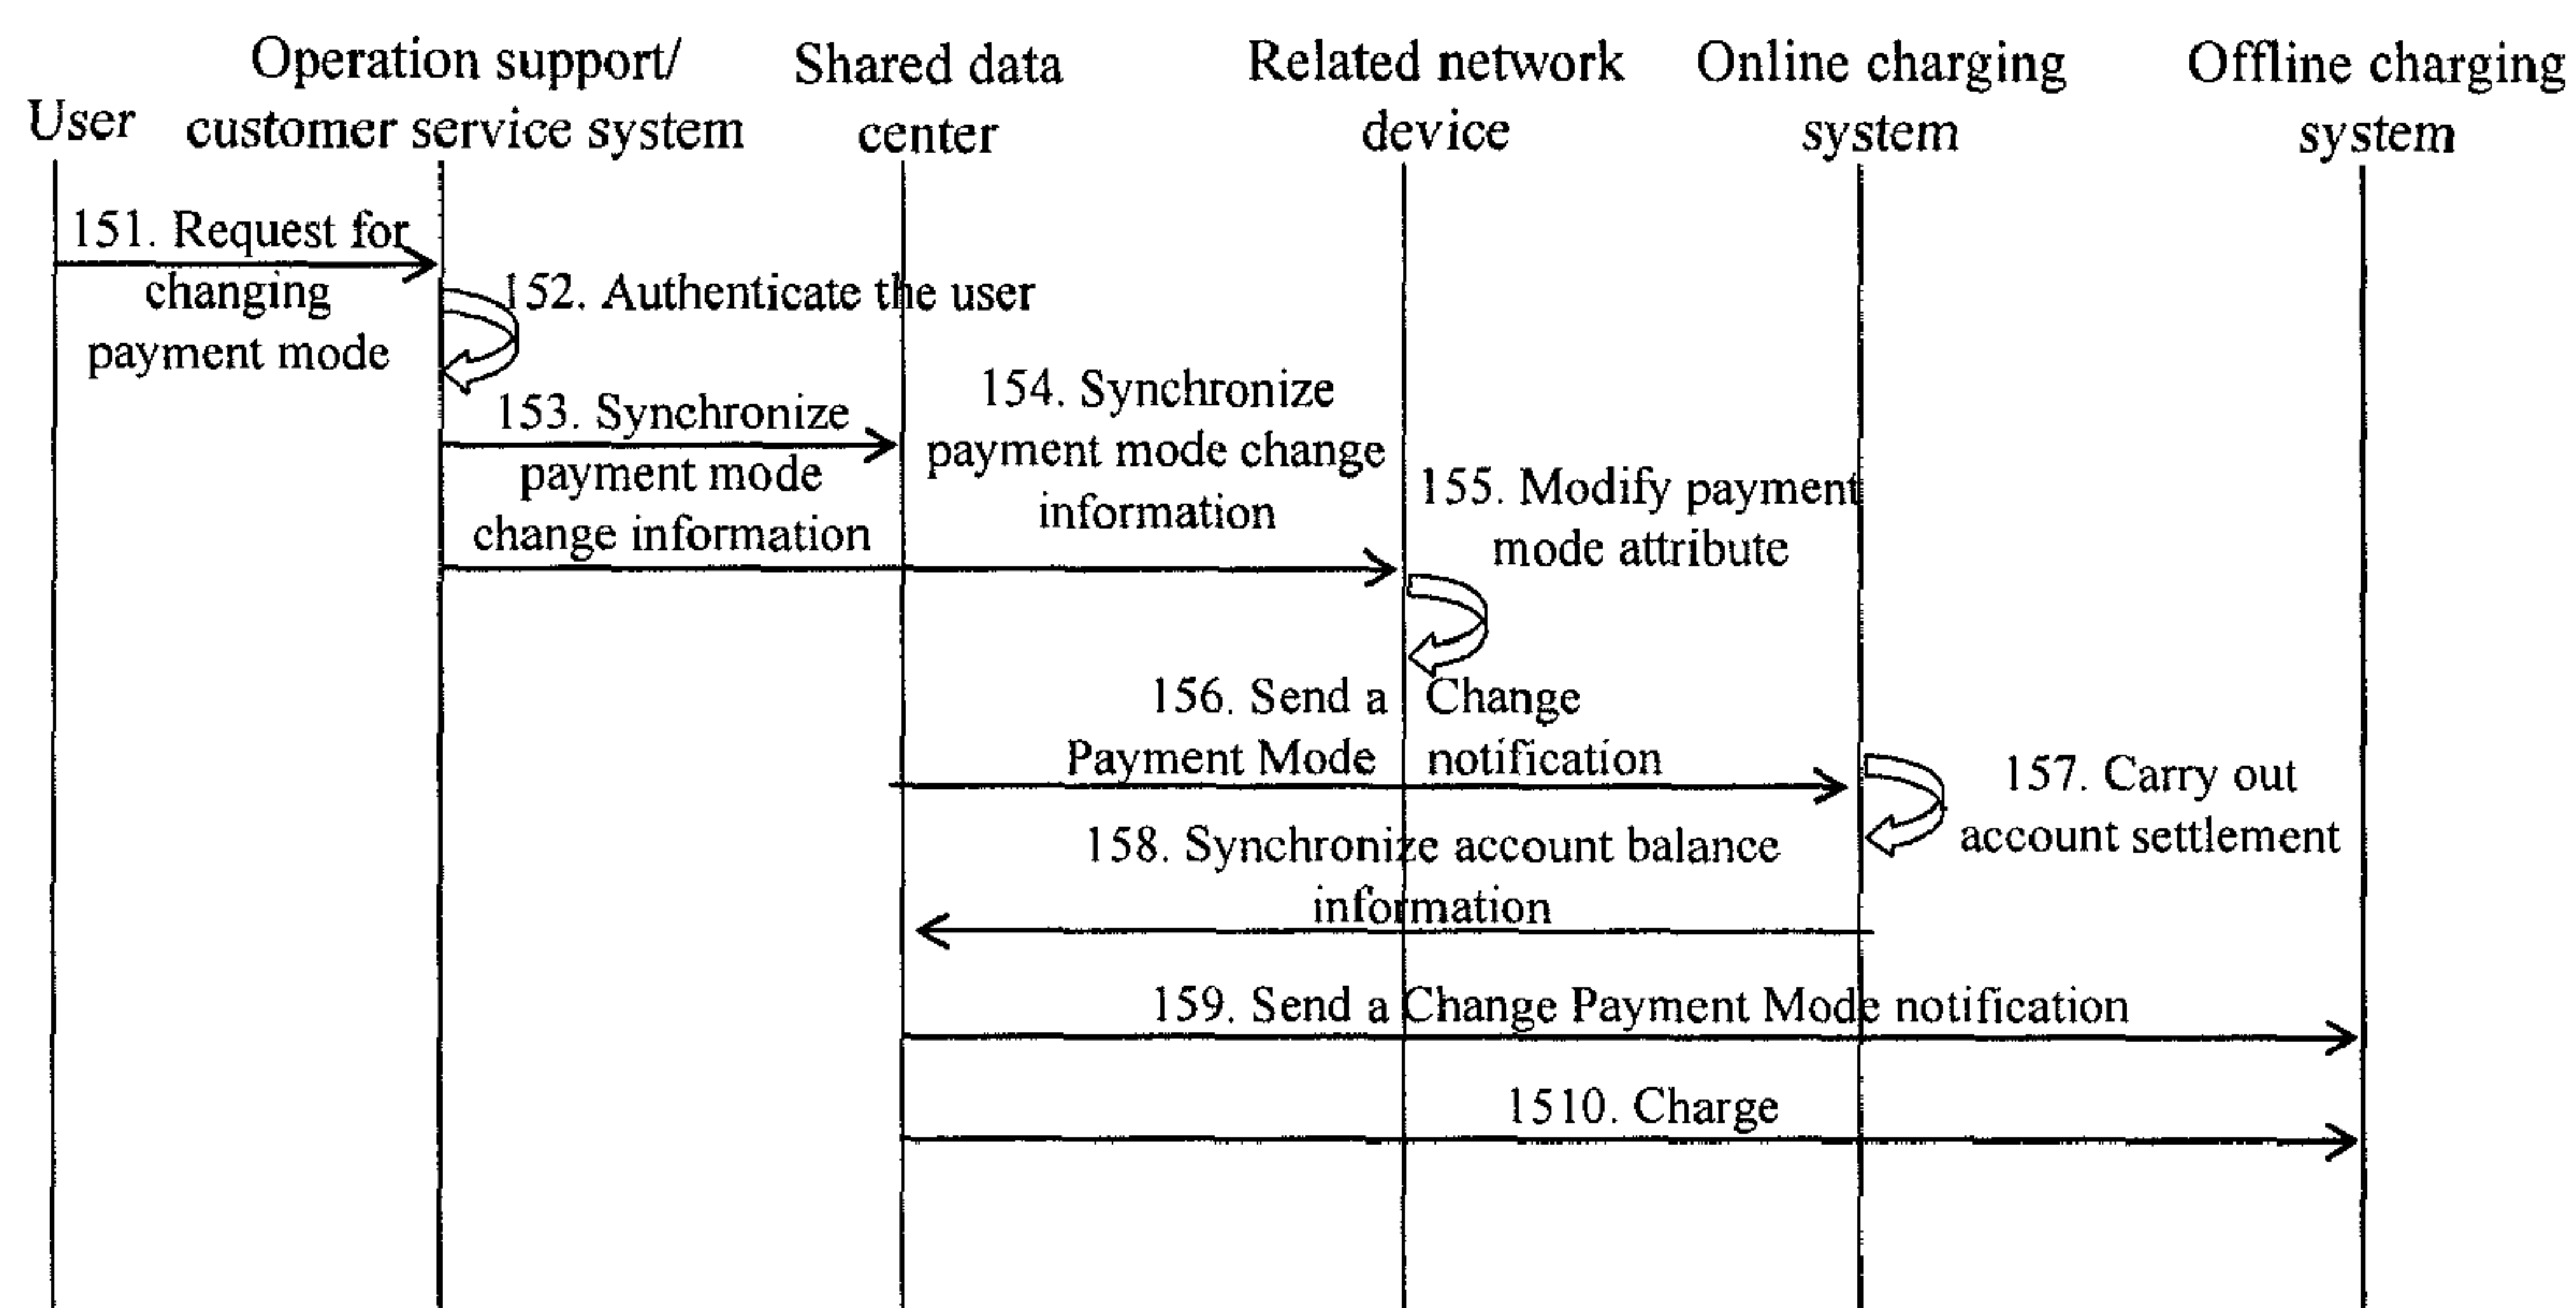 User
Operation support/
customer service system
Shared data
center
Related network
device
Online charging
system
Offline charging
system
151. Request for
changing
payment mode
152. Authenticate the user
153. Synchronize
payment mode
change information
154. Synchronize
payment mode change
information
155. Modify payment
mode attribute
156. Send a Change
Payment Mode notification
157. Carry out
account settlement
158. Synchronize account balance
information
159. Send a Change Payment Mode notification
1510. Charge